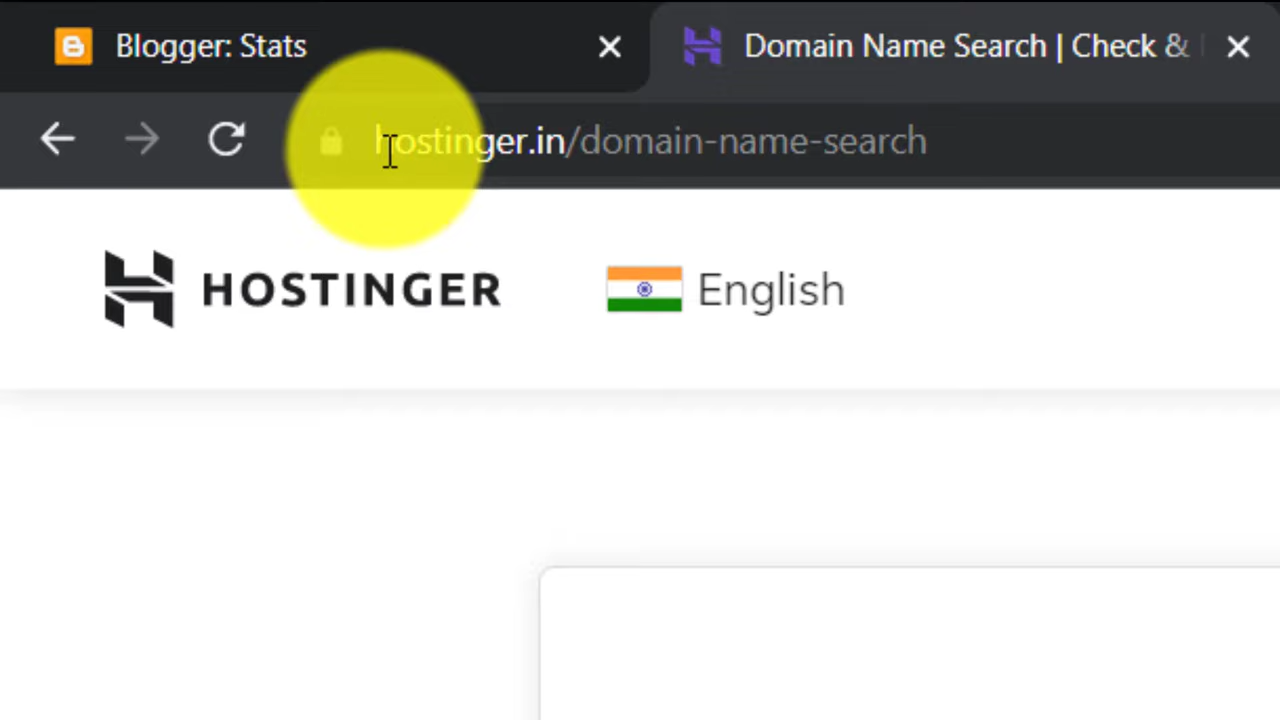 Blogger: Stats
Domain Name Search | Check &
hostinger.in/domain-name-search
HOSTINGER
English